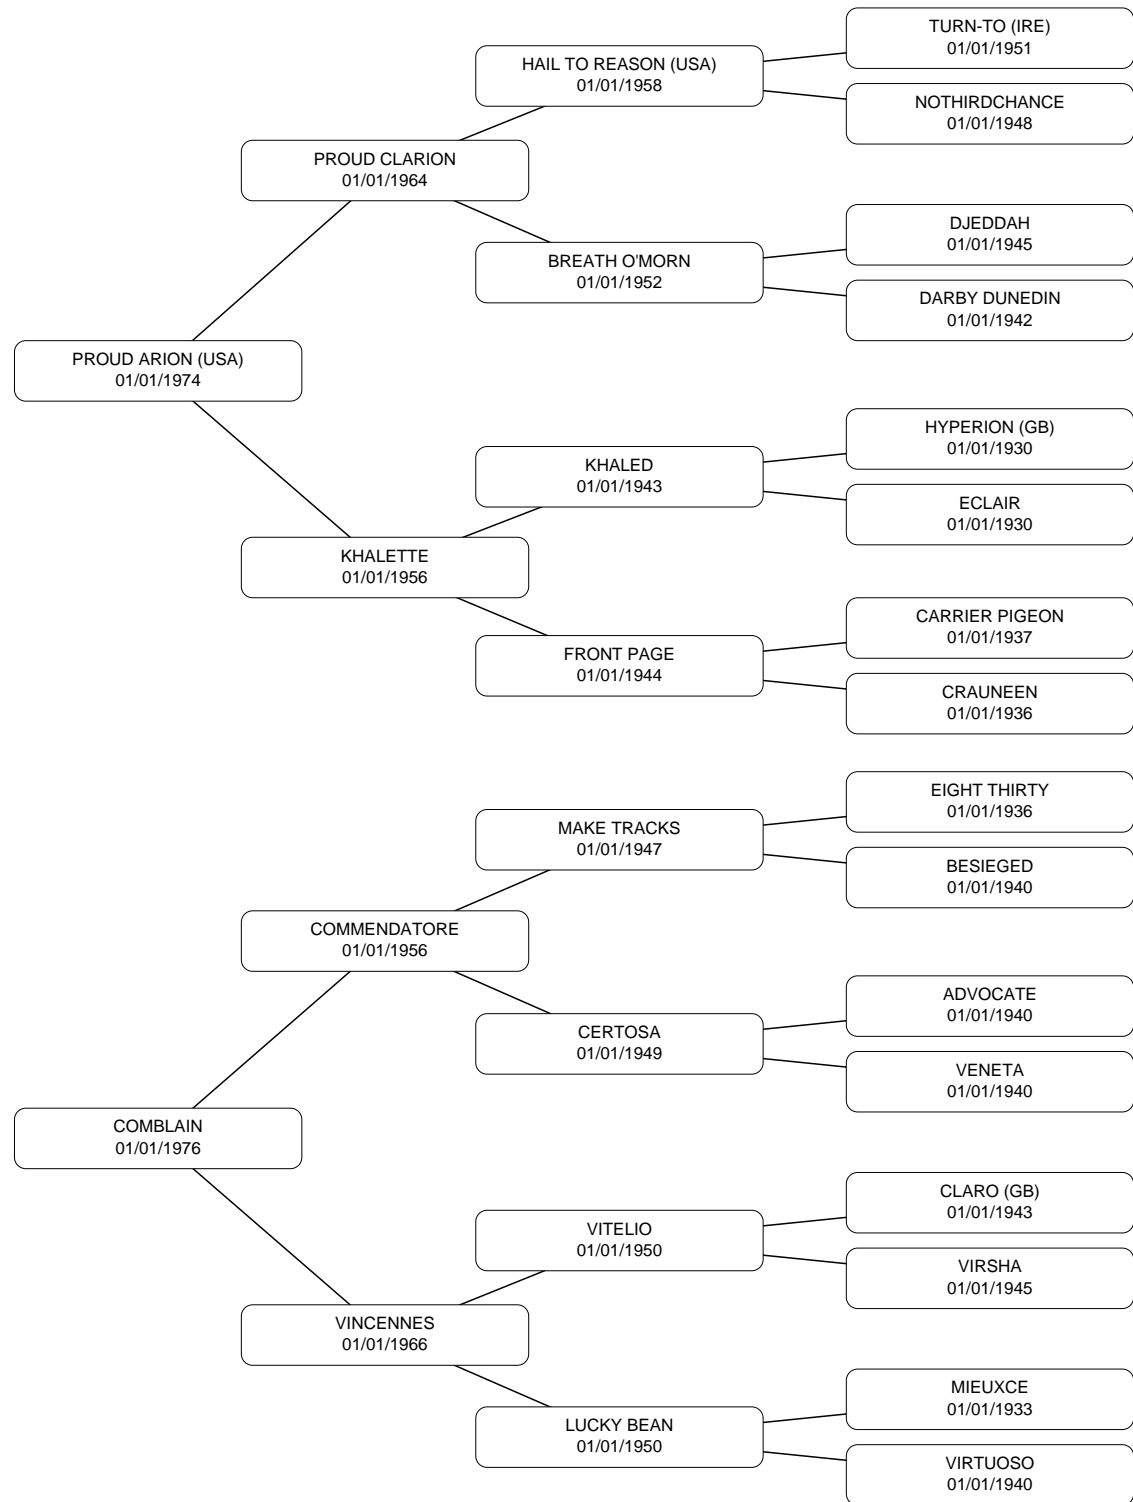 TURN-TO (IRE)
01/01/1951
HAIL TO REASON (USA)
01/01/1958
NOTHIRDCHANCE
01/01/1948
PROUD CLARION
01/01/1964
DJEDDAH
01/01/1945
BREATH O'MORN
01/01/1952
DARBY DUNEDIN
01/01/1942
PROUD ARION (USA)
01/01/1974
HYPERION (GB)
01/01/1930
KHALED
01/01/1943
ECLAIR
01/01/1930
KHALETTE
01/01/1956
CARRIER PIGEON
01/01/1937
FRONT PAGE
01/01/1944
CRAUNEEN
01/01/1936
EIGHT THIRTY
01/01/1936
MAKE TRACKS
01/01/1947
BESIEGED
01/01/1940
COMMENDATORE
01/01/1956
ADVOCATE
01/01/1940
CERTOSA
01/01/1949
VENETA
01/01/1940
COMBLAIN
01/01/1976
CLARO (GB)
01/01/1943
VITELIO
01/01/1950
VIRSHA
01/01/1945
VINCENNES
01/01/1966
MIEUXCE
01/01/1933
LUCKY BEAN
01/01/1950
VIRTUOSO
01/01/1940